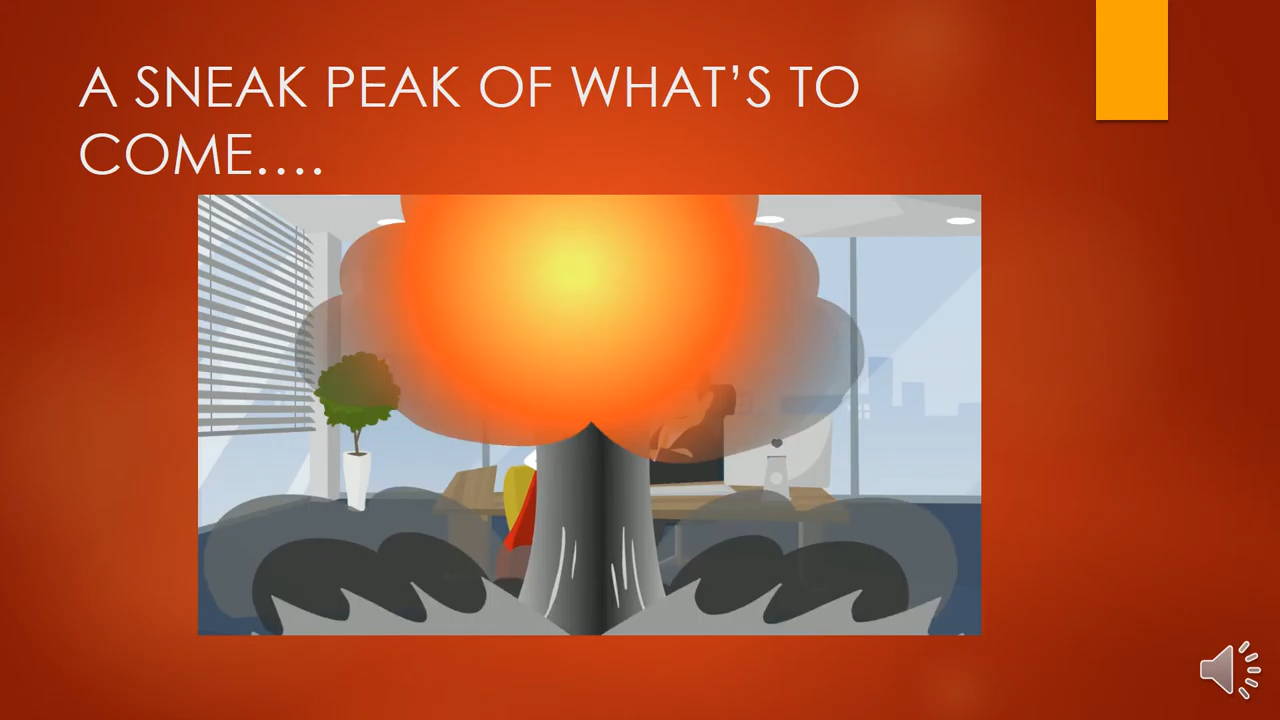 A SNEAK PEAK OF WHAT’S TO
COME....